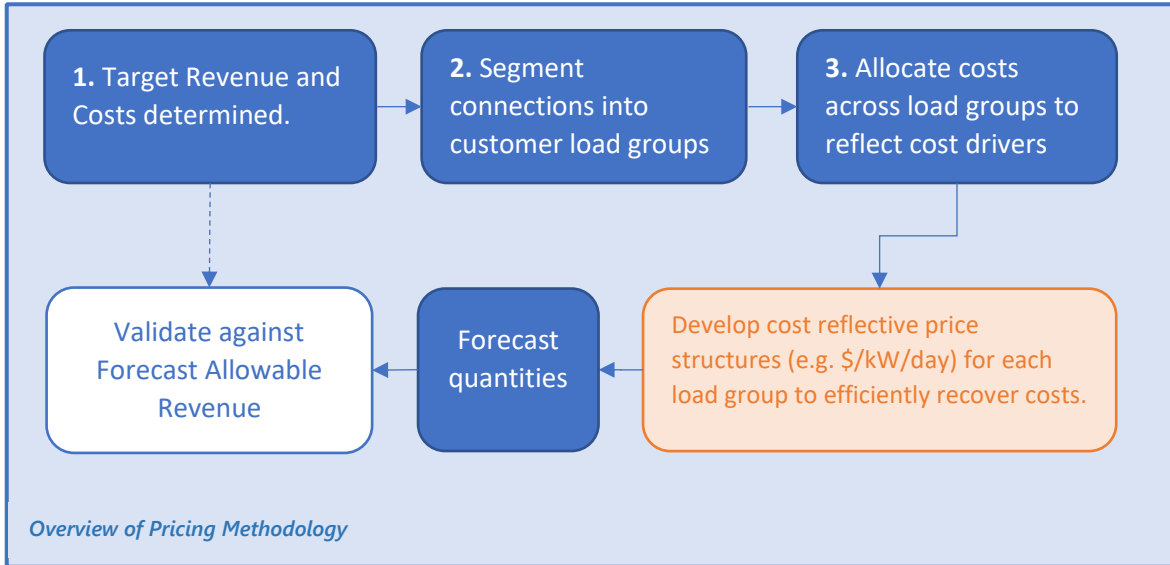 1. Target Revenue and
Costs determined.
2. Segment
connections into
customer load groups
3. Allocate costs
across load groups to
reflect cost drivers
Validate against
Forecast Allowable
Revenue
Forecast
quantities
Develop cost reflective price
structures (e.g. $/kW/day) for each
load group to efficiently recover costs.
Overview of Pricing Methodology